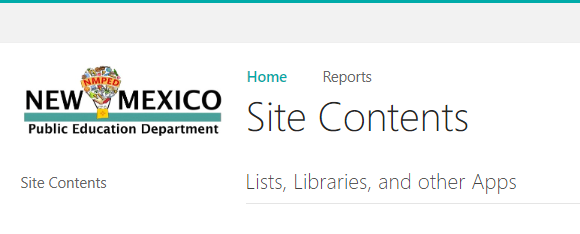 Home Reports
NMPED
NEW MEXICO
Public Education Department
Site Contents
Site Contents
Lists, Libraries, and other Apps